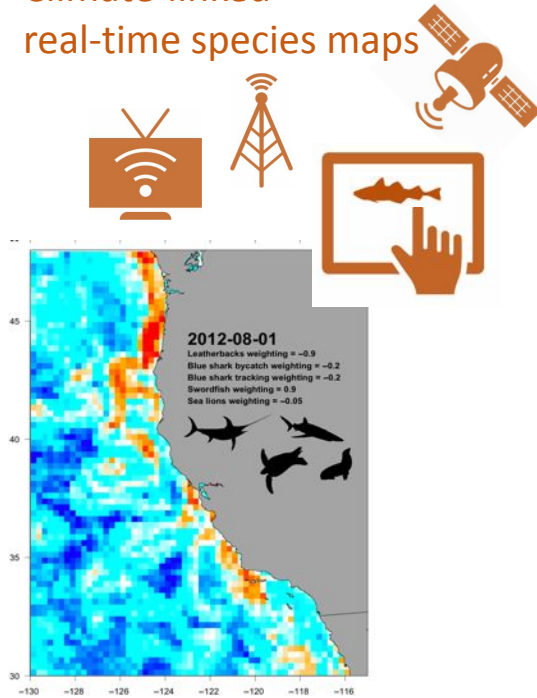 real-time species maps
45
40
35
30
2012-08-01
Leatherbacks weighting = −0.9
Blue shark bycatch weighting = −0.2
Blue shark tracking weighting = −0.2
Swordfish weighting = 0.9
Sea lions weighting = −0.05
−130
−128
−126
−124
−122
−120
−118
−116